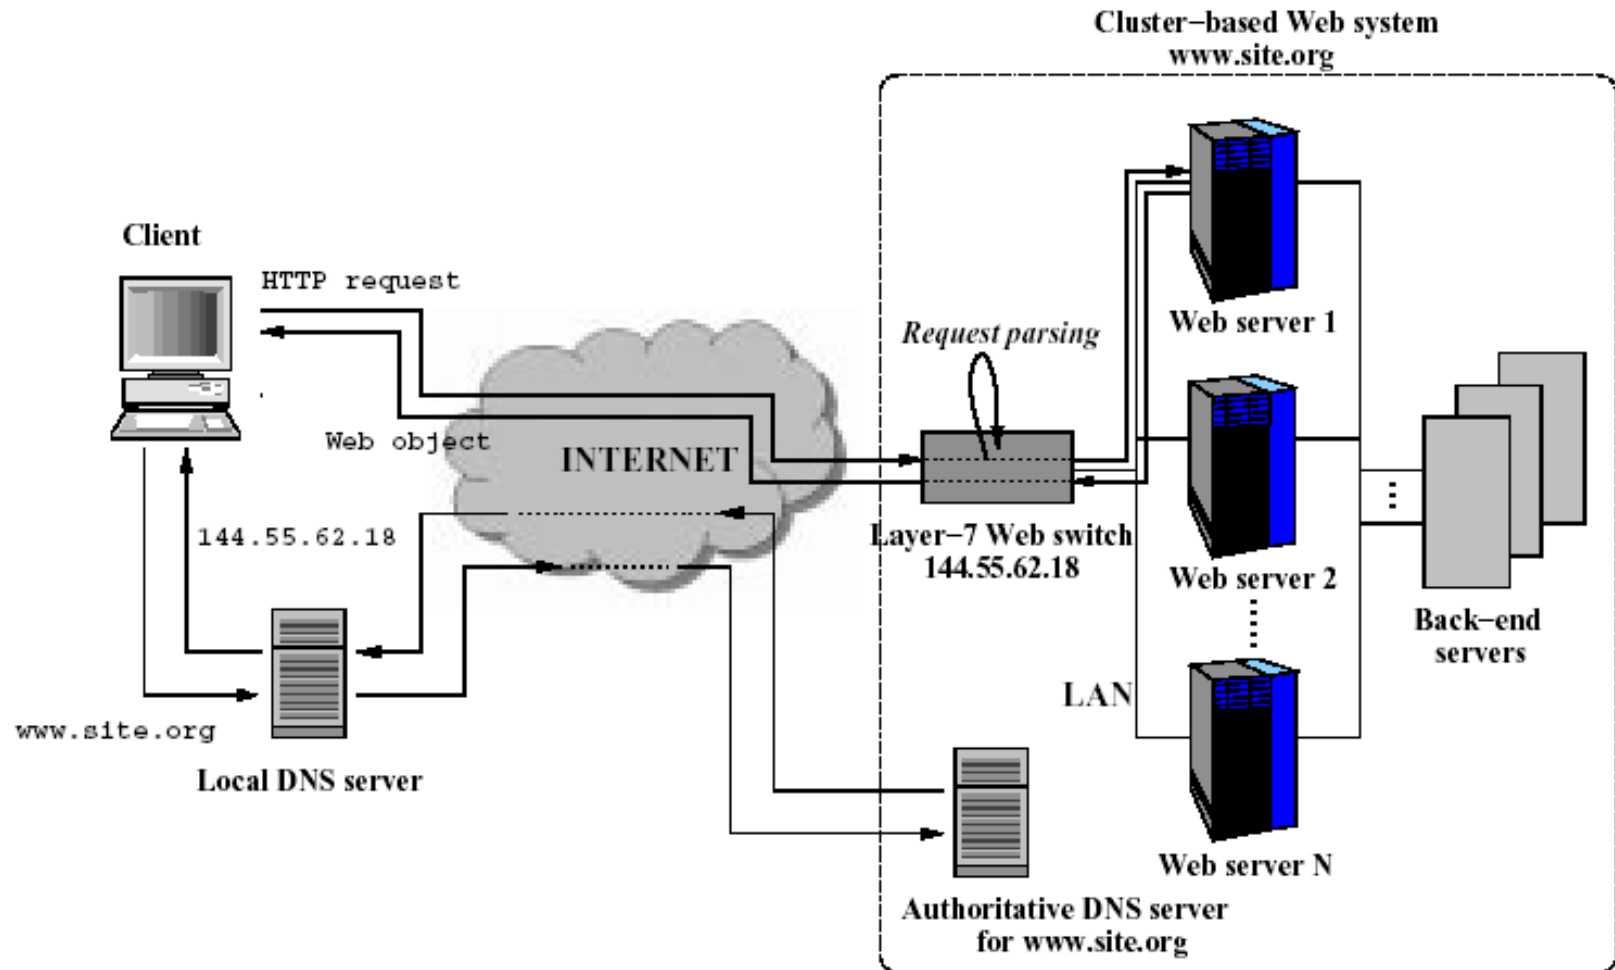 Cluster−based Web system
www.site.org
Client
HTTP request
Web server 1
Request parsing
Web object
INTERNET
144.55.62.18
Layer−7 Web switch
144.55.62.18
Web server 2
Back−end
servers
LAN
www.site.org
Local DNS server
Web server N
Authoritative DNS server
for www.site.org